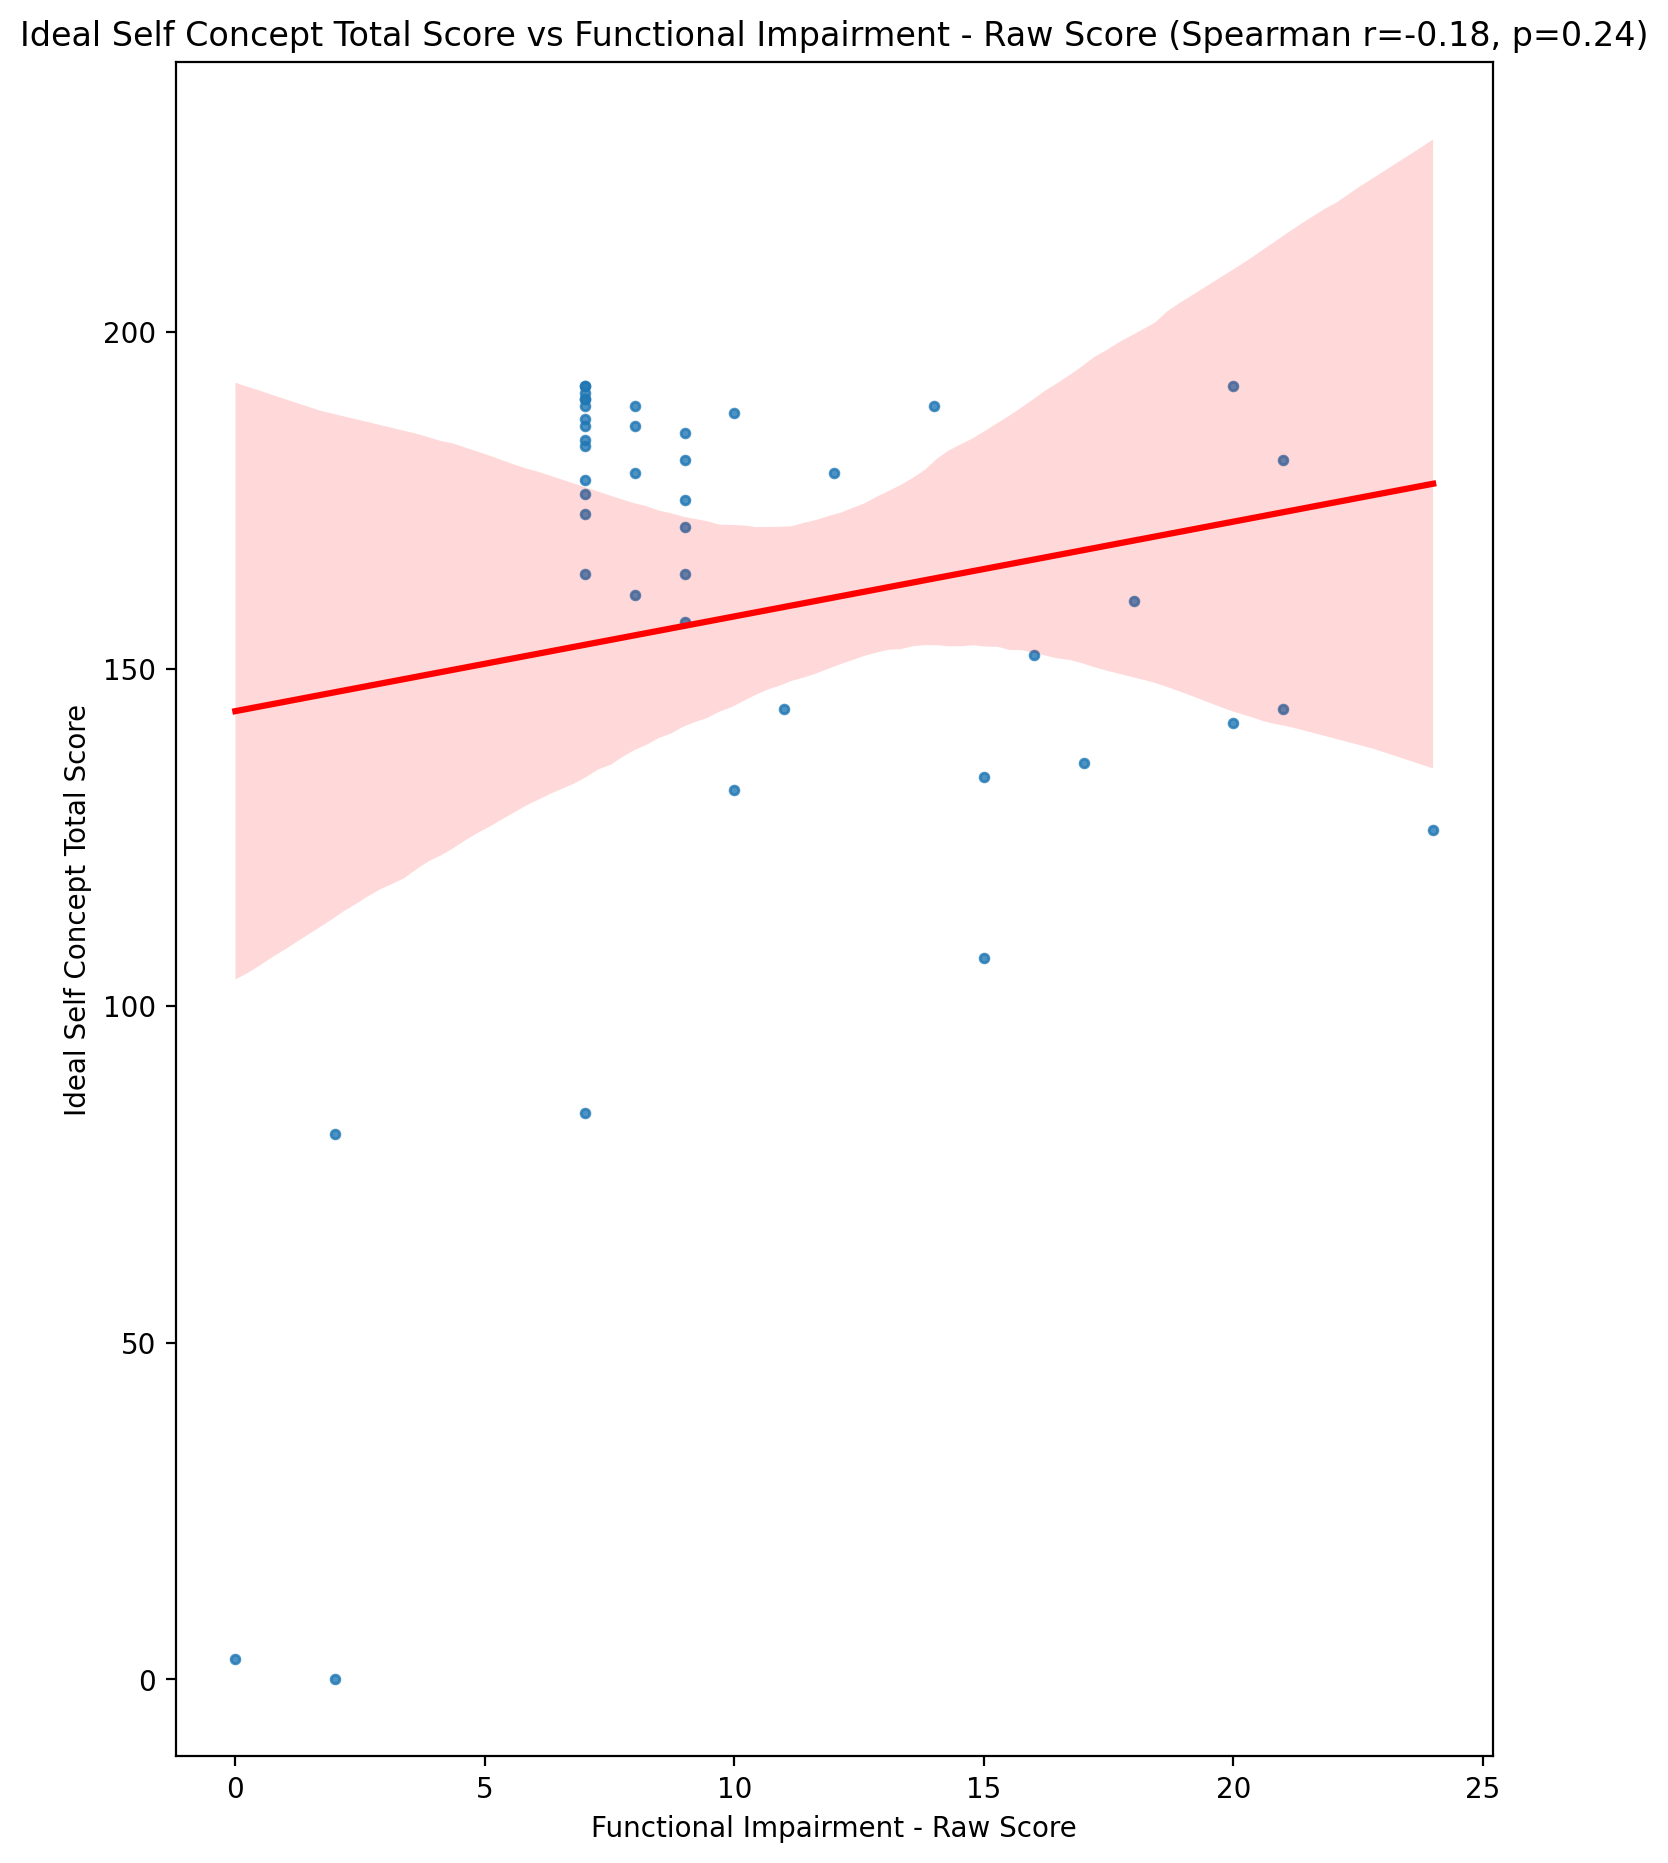 Ideal Self Concept Total Score vs Functional Impairment - Raw Score (Spearman r=-0.18, p=0.24)
Ideal Self Concept Total Score
200
150
100
50
0
0 5 10 15 20 25
Functional Impairment - Raw Score